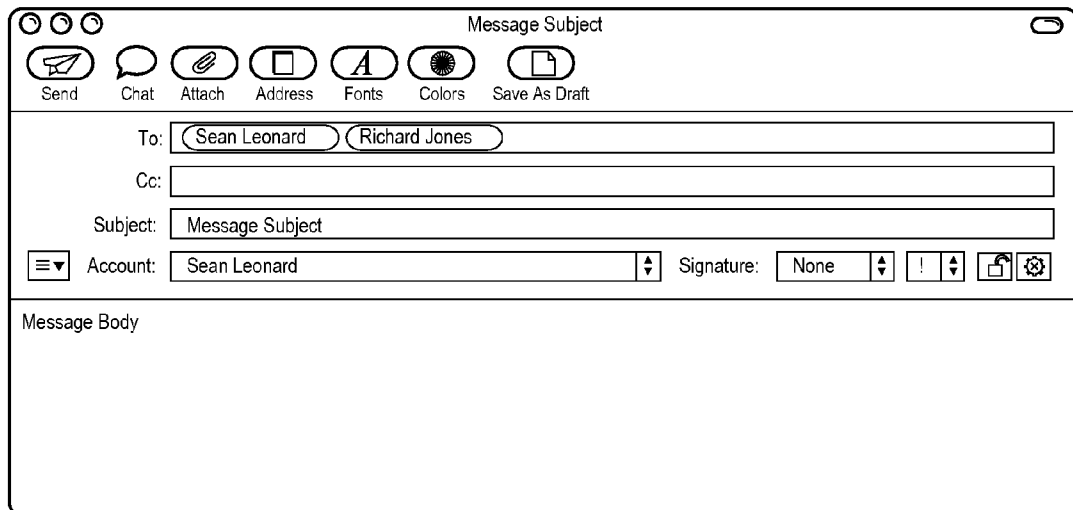 Message Subject
Send Chat Attach Address Fonts Colors Save As Draft
To: Sean Leonard Richard Jones
Cc:
Subject: Message Subject
Account: Sean Leonard Signature: None !
Message Body